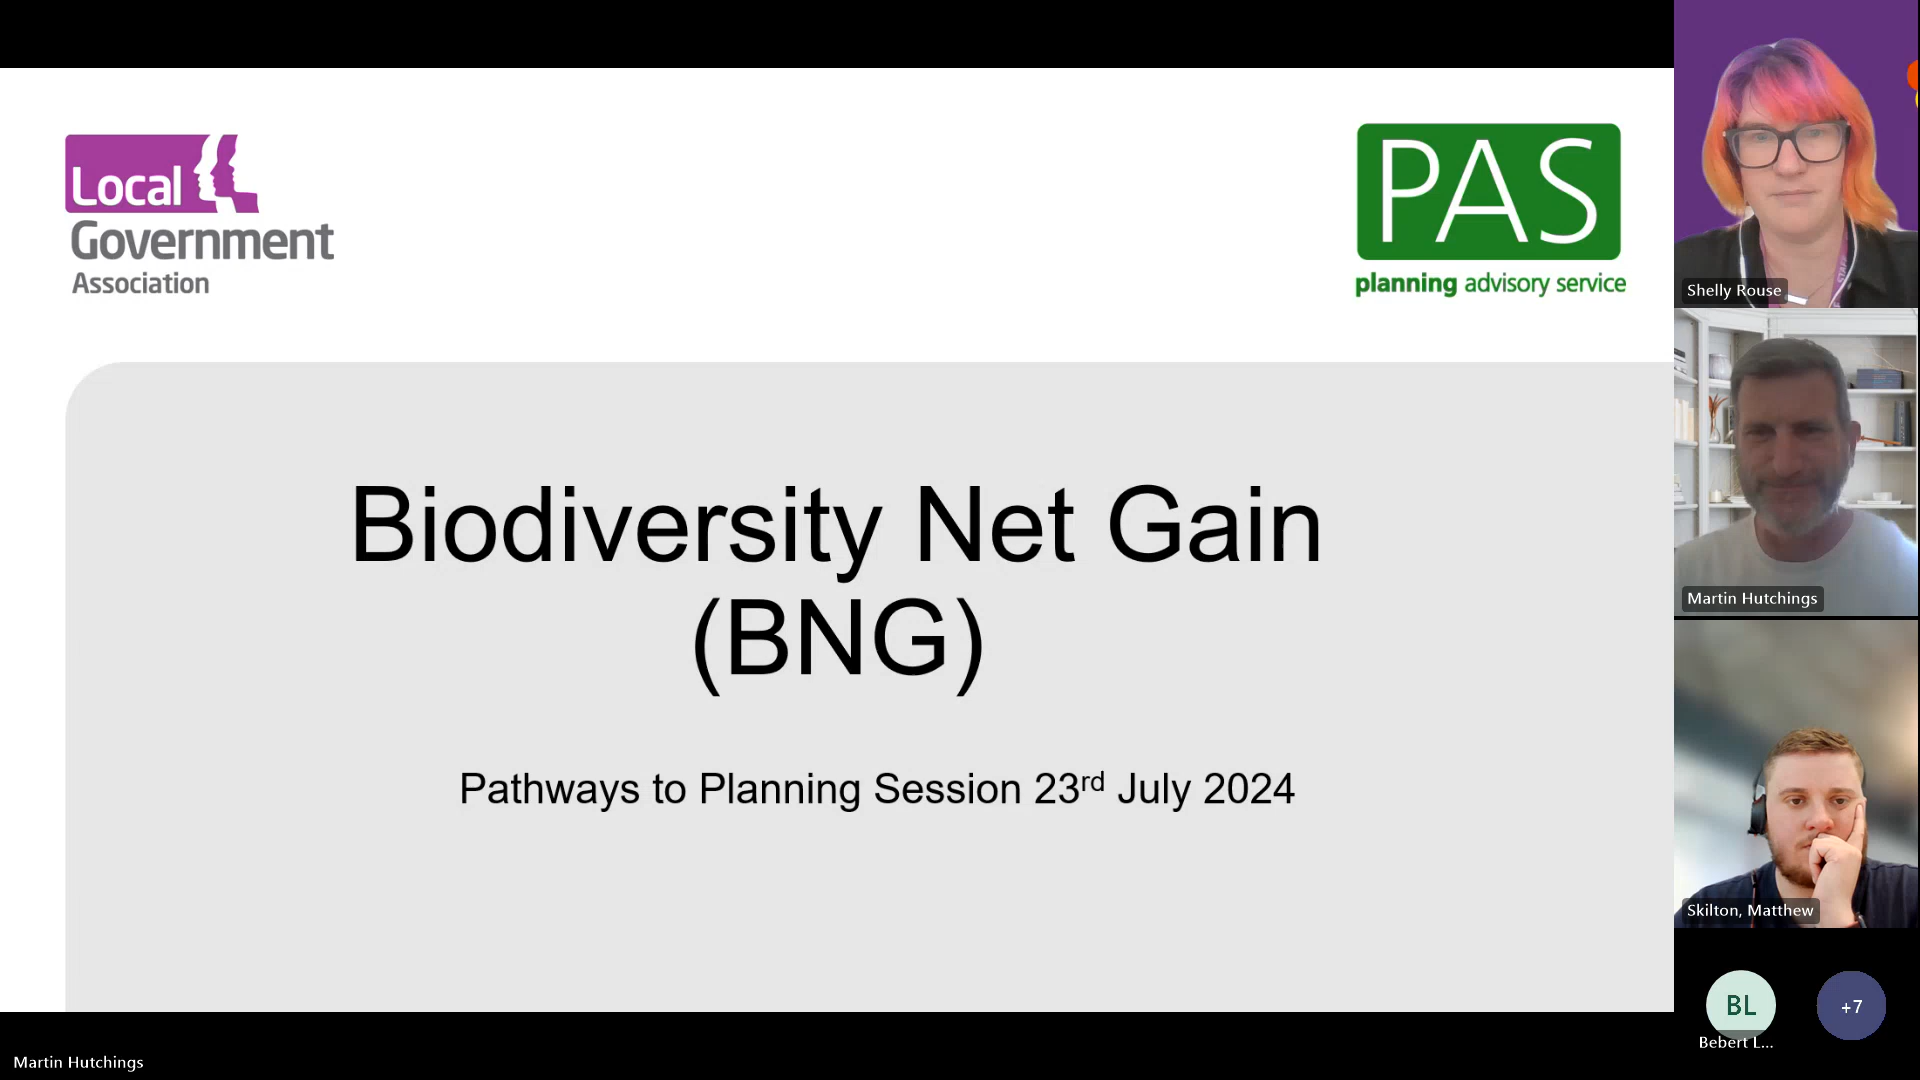 Local
Government
Association
PAS
planning advisory service
Biodiversity Net Gain
(BNG)
Pathways to Planning Session 23rd July 2024
Shelly Rouse
Martin Hutchings
Skilton, Matthew
BL
Bebert L...
+7
Martin Hutchings